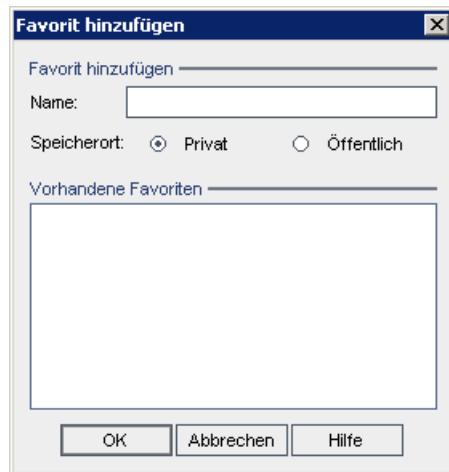 Favorit hinzufügen
Favorit hinzufügen
Name:
Speicherort: Privat Öffentlich
Vorhandene Favoriten
OK Abbrechen Hilfe